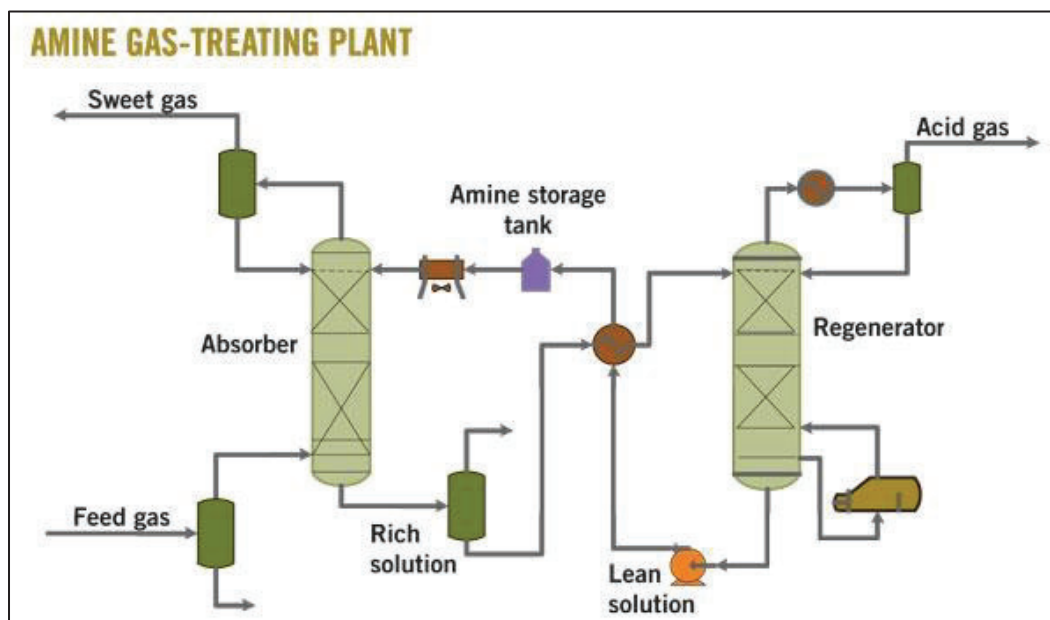 AMINE GAS-TREATING PLANT
Sweet gas
Acid gas
Amine storage
tank
Absorber
Regenerator
Feed gas
Rich
solution
Lean
solution